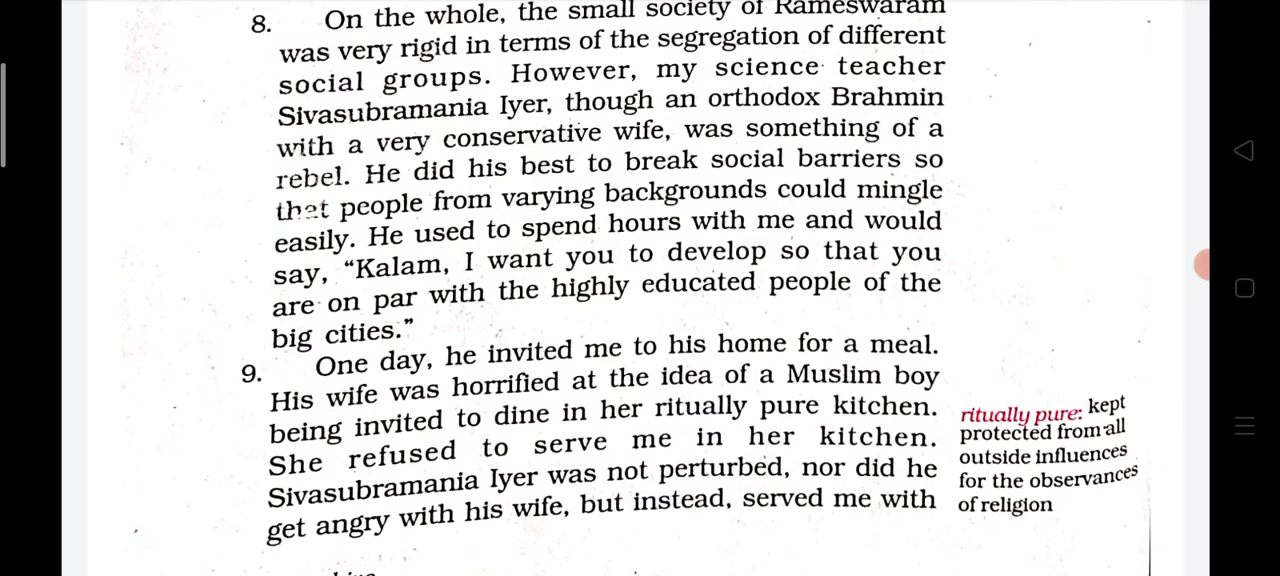 8. On the whole, the small society of Rameswaram
was very rigid in terms of the segregation of different
social groups. However, my science teacher
Sivasubramania Iyer, though an orthodox Brahmin
with a very conservative wife, was something of a
rebel. He did his best to break social barriers so
that people from varying backgrounds could mingle
easily. He used to spend hours with me and would
say, “Kalam, I want you to develop so that you
are on par with the highly educated people of the
big cities.”
9. One day, he invited me to his home for a meal.
His wife was horrified at the idea of a Muslim boy
being invited to dine in her ritually pure kitchen.
She refused to serve me in her kitchen.
Sivasubramania Iyer was not perturbed, nor did he
get angry with his wife, but instead, served me with
ritually pure: kept
protected from all
outside influences
for the observances
of religion